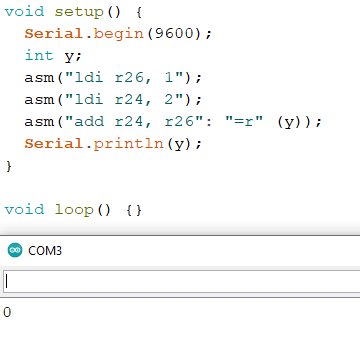 void setup() {
  Serial.begin(9600);
  int y;
  asm("ldi r26, 1");
  asm("ldi r24, 2");
  asm("add r24, r26": "=r" (y));
  Serial.println(y);
}
void loop() {}
COM3
0